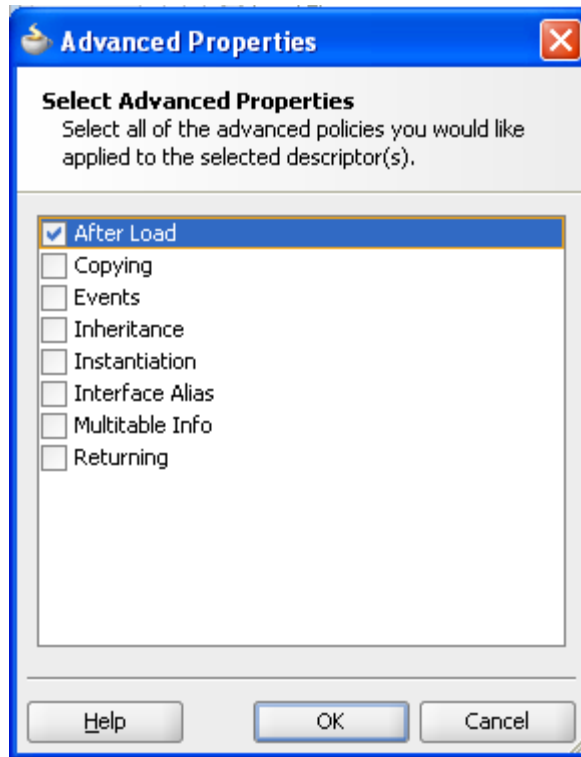 Advanced Properties
Select Advanced Properties
Select all of the advanced policies you would like
applied to the selected descriptor(s).
After Load
Copying
Events
Inheritance
Instantiation
Interface Alias
Multitable Info
Returning
Help
OK
Cancel